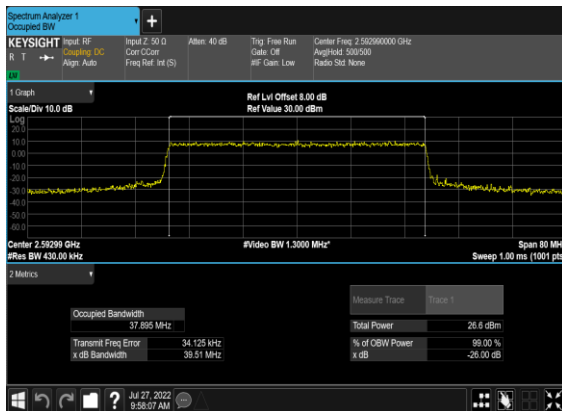 Spectrum Analyzer 1
Occupied BW
KEYSIGHT
R T
Input: RF
Coupling: DC
Align: Auto
Input Z: 50 Ω
Corr CCorr
Freq Ref: Int (S)
Atten: 40 dB
Trig: Free Run
Gate: Off
#IF Gain: Low
Center Freq: 2.592990000 GHz
Avg|Hold: 500/500
Radio Std: None
1 Graph
Scale/Div 10.0 dB
Ref Lvl Offset 8.00 dB
Ref Value 30.00 dBm
Log
20.0
10.0
0.00
-10.0
-20.0
-30.0
-40.0
-50.0
-60.0
Center 2.59299 GHz
#Res BW 430.00 kHz
#Video BW 1.3000 MHz*
Span 80 MH
Sweep 1.00 ms (1001 pts
2 Metrics
Measure Trace
Trace 1
Occupied Bandwidth
37.895 MHz
Total Power
26.6 dBm
Transmit Freq Error
34.125 kHz
% of OBW Power
99.00 %
x dB Bandwidth
39.51 MHz
x dB
-26.00 dB
?
Jul 27, 2022
9:58:07 AM